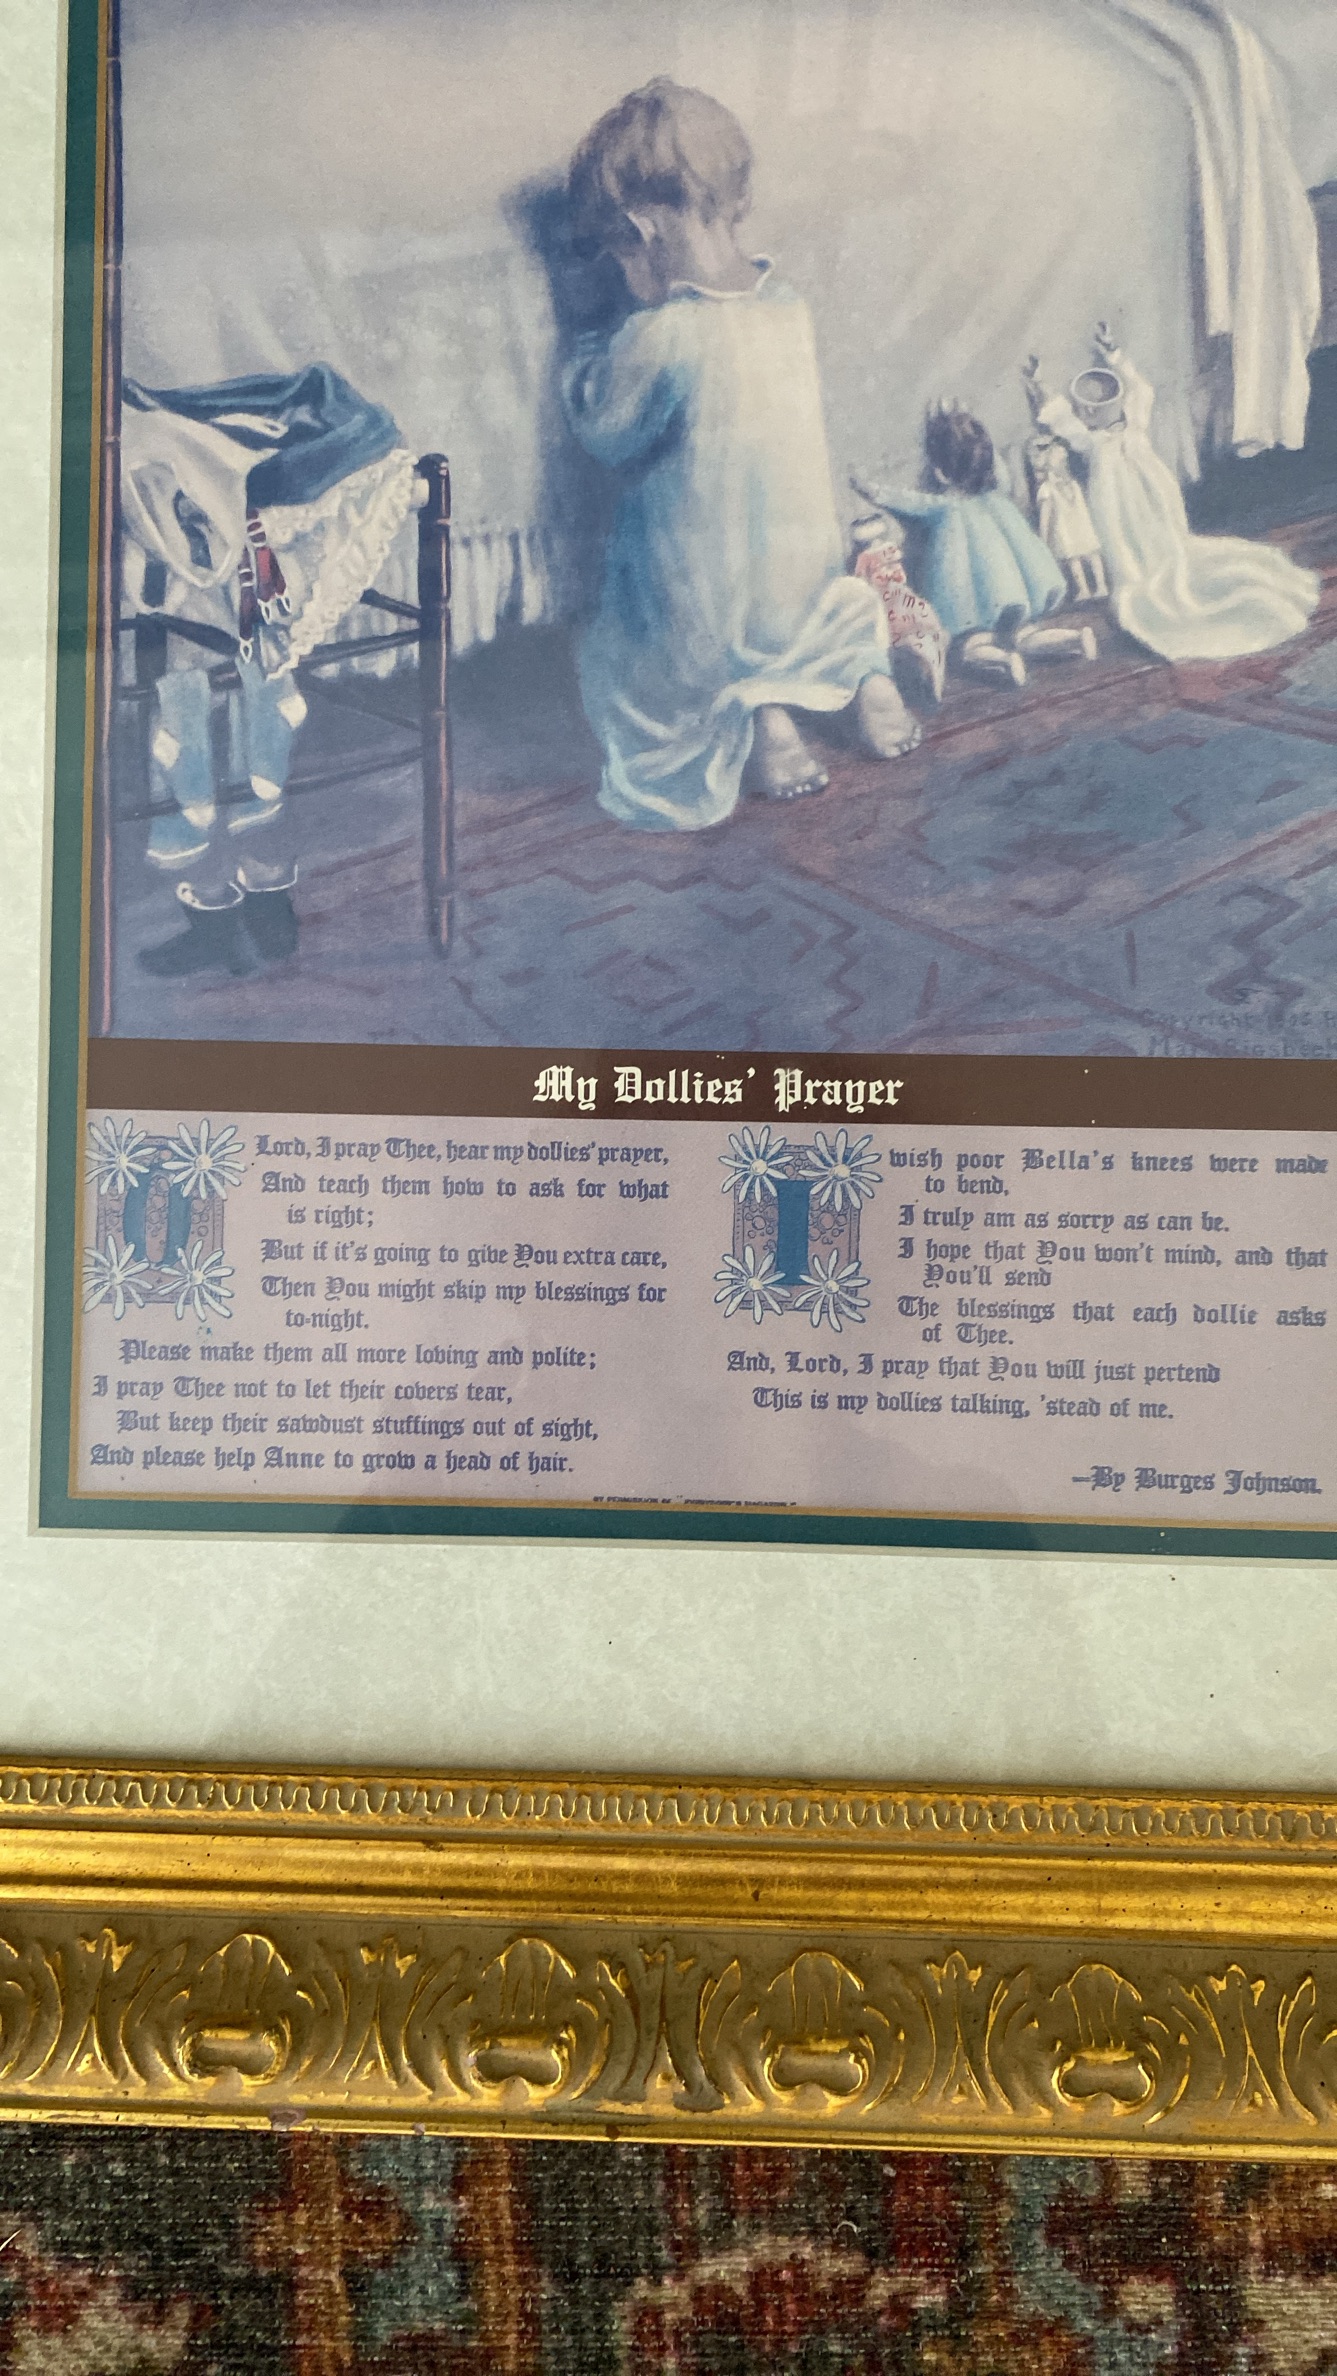 Copyright
My Dollies' Prayer
O Lord, I pray Thee, hear my dollies' prayer,
And teach them how to ask for what
is right;
But if it's going to give You extra care,
Then You might skip my blessings for
to-night.
Please make them all more loving and polite;
I pray Thee not to let their covers tear,
But keep their sawdust stuffings out of sight,
And please help Anne to grow a head of hair.
I wish poor Bella's knees were made
to bend,
I truly am as sorry as can be.
I hope that You won't mind, and that
You'll send
The blessings that each dollie asks
of Thee.
And, Lord, I pray that You will just pertend
This is my dollies talking, 'stead of me.
—By Burges Johnson.
BY PERMISSION OF "EVERYBODY'S MAGAZINE."